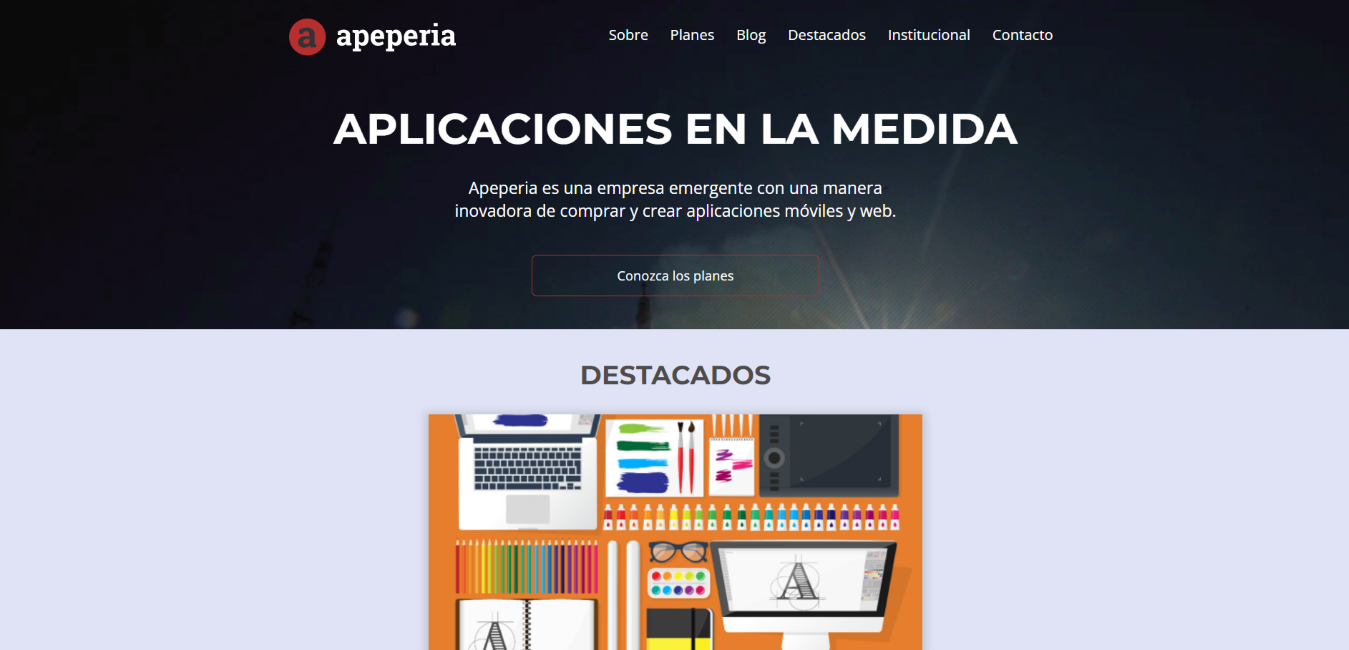 a apeperia
Sobre Planes Blog Destacados Institucional Contacto
APLICACIONES EN LA MEDIDA
Apeperia es una empresa emergente con una manera
inovadora de comprar y crear aplicaciones móviles y web.
Conozca los planes
DESTACADOS
A
A